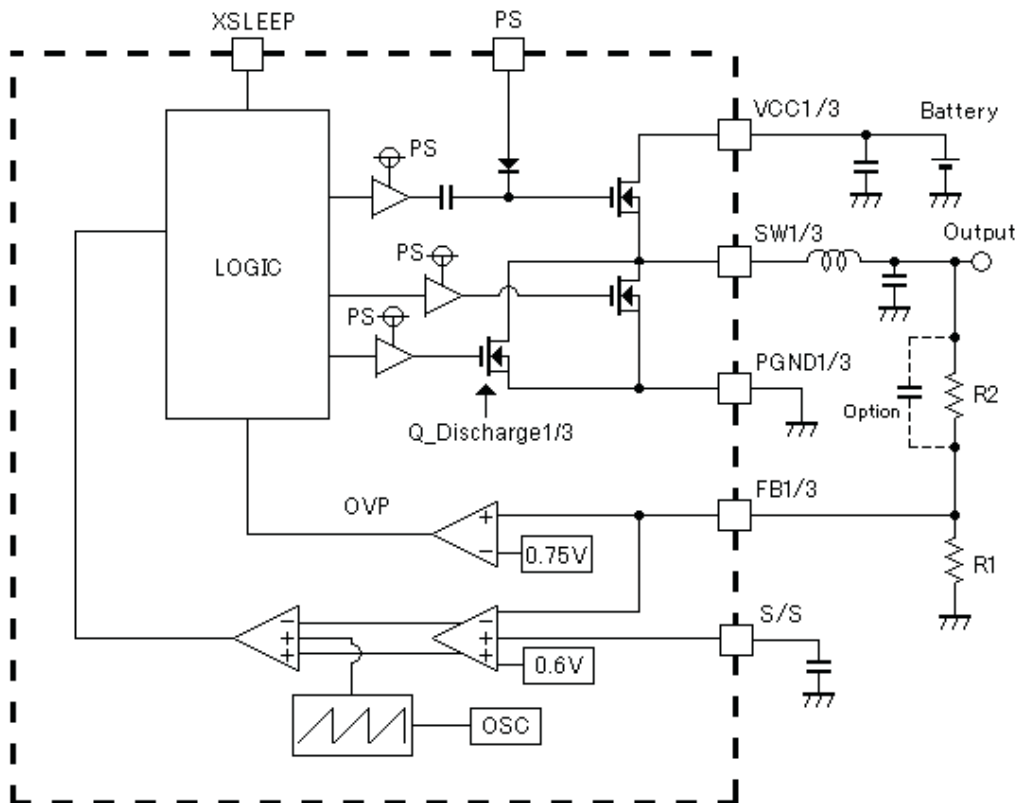 XSLEEP
PS
VCC1/3
Battery
PS
SW1/3
Output
PS
LOGIC
PS
PGND1/3
R2
Option
Q_Discharge1/3
FB1/3
OVP
+
−
0.75V
R1
S/S
−
+
+
−
+
+
0.6V
OSC